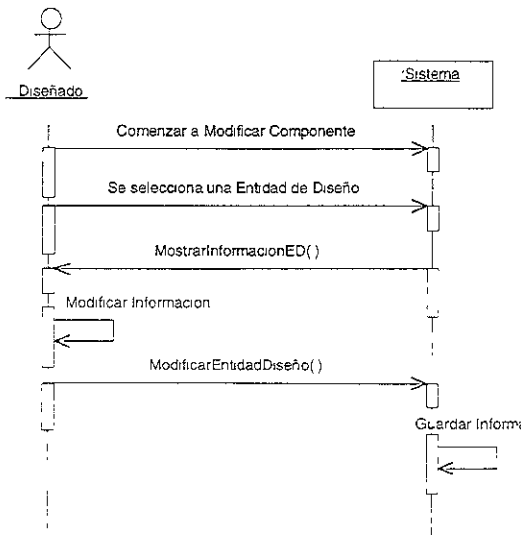 Diseñado
:Sistema
Comenzar a Modificar Componente
Se selecciona una Entidad de Diseño
MostrarInformacionED( )
Modificar Informacion
ModificarEntidadDiseño( )
Guardar Informa